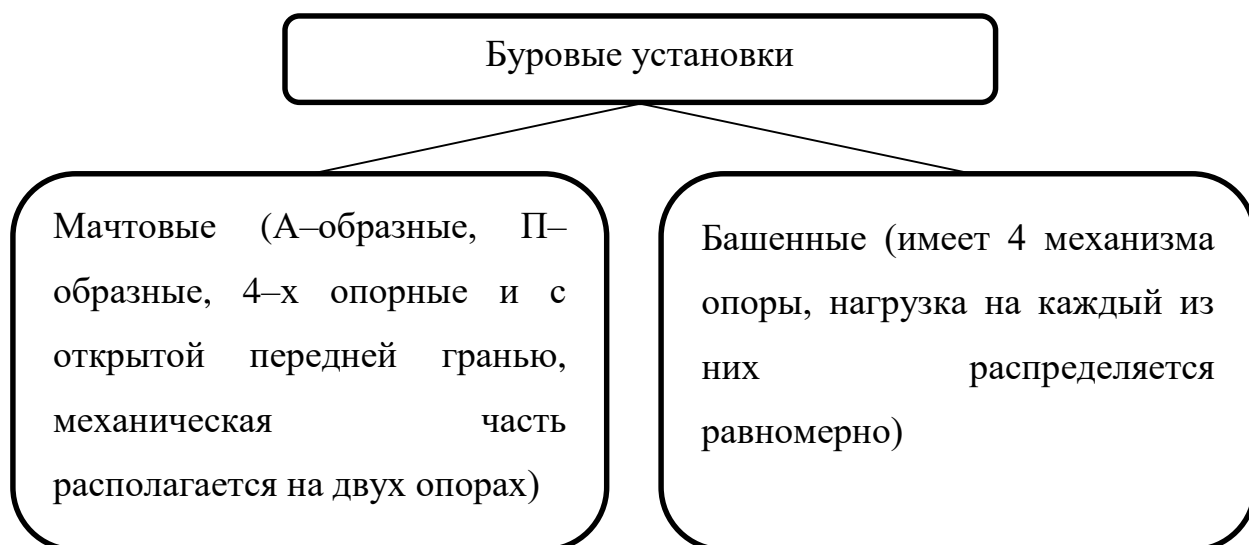 Буровые установки
Мачтовые (А–образные, П–
образные, 4–х опорные и с
открытой передней гранью,
механическая часть
располагается на двух опорах)
Башенные (имеет 4 механизма
опоры, нагрузка на каждый из
них распределяется
равномерно)